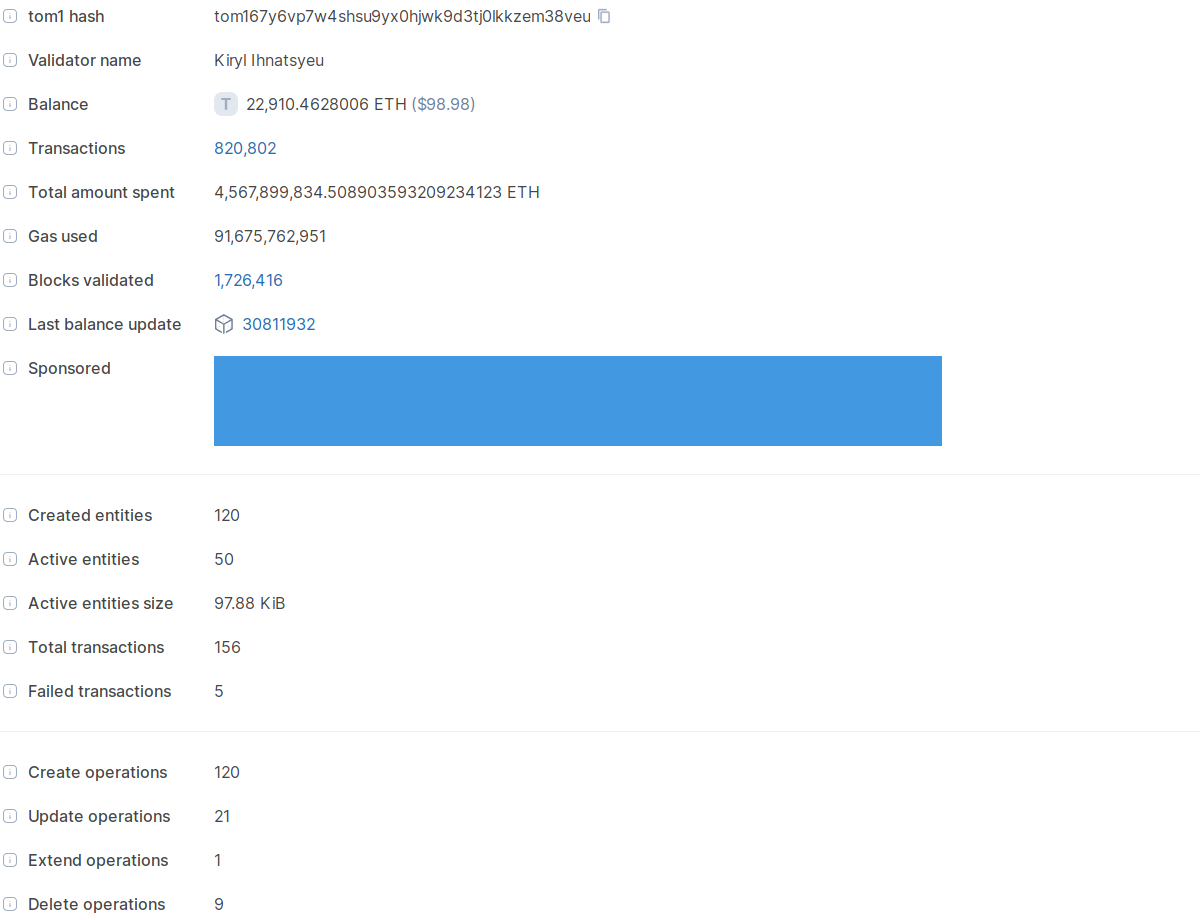 tom1 hash tom167y6vp7w4shsu9yx0hjwk9d3tj0lkkzem38veu
Validator name Kiryl Ihnatsyeu
Balance T 22,910.4628006 ETH ($98.98)
Transactions 820,802
Total amount spent 4,567,899,834.508903593209234123 ETH
Gas used 91,675,762,951
Blocks validated 1,726,416
Last balance update 30811932
Sponsored
Created entities 120
Active entities 50
Active entities size 97.88 KiB
Total transactions 156
Failed transactions 5
Create operations 120
Update operations 21
Extend operations 1
Delete operations 9